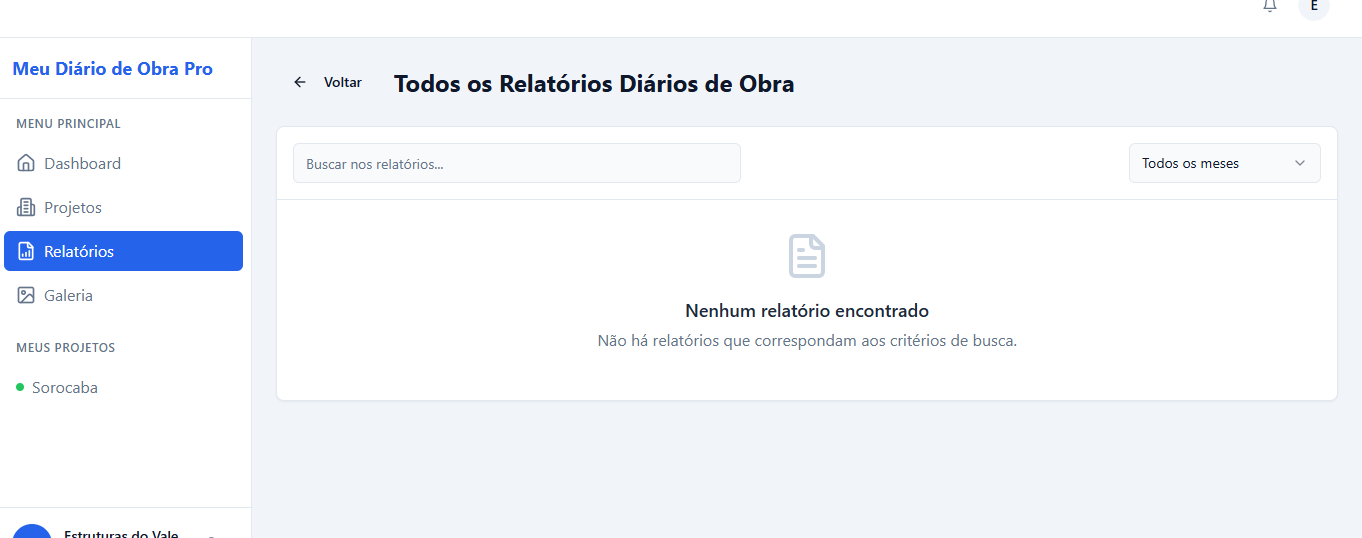 E
Meu Diário de Obra Pro
MENU PRINCIPAL
Dashboard
Projetos
Relatórios
Galeria
MEUS PROJETOS
Sorocaba
Estruturas do Vale
Voltar
Todos os Relatórios Diários de Obra
Buscar nos relatórios...
Todos os meses
Nenhum relatório encontrado
Não há relatórios que correspondam aos critérios de busca.